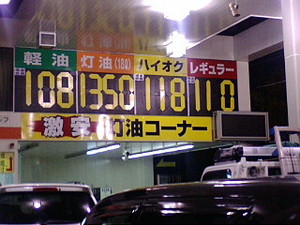 軽油 灯油(18ℓ) ハイオク レギュラー
108 1350 118 110
激安 灯油コーナー